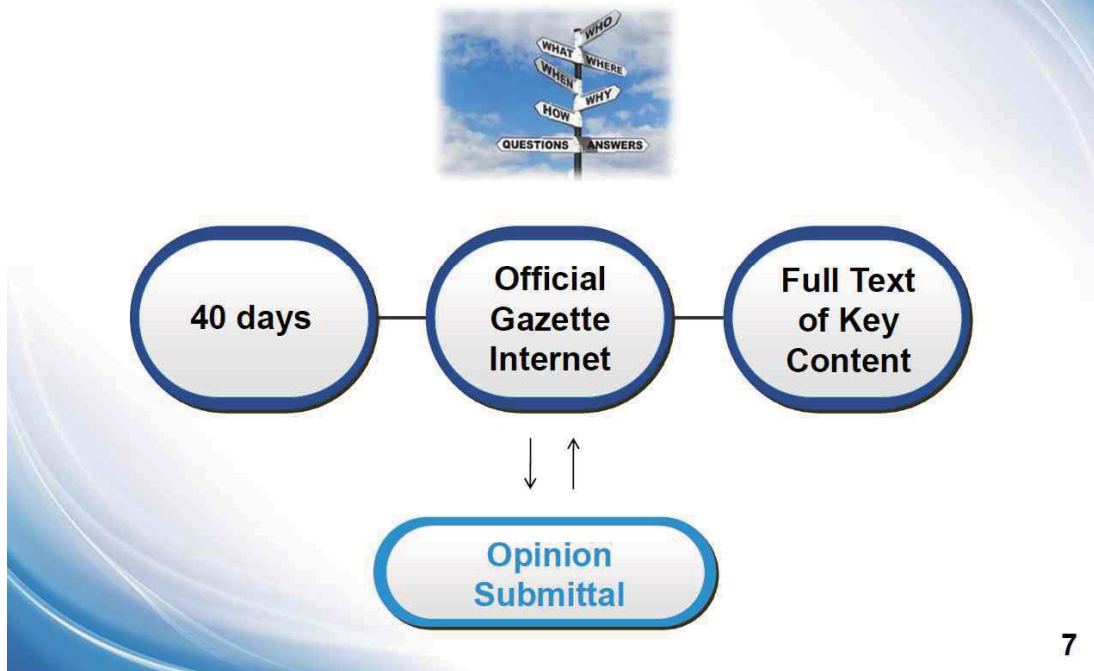 WHO
WHAT
WHERE
WHEN
WHY
HOW
QUESTIONS ANSWERS
40 days
Official
Gazette
Internet
Full Text
of Key
Content
Opinion
Submittal
7